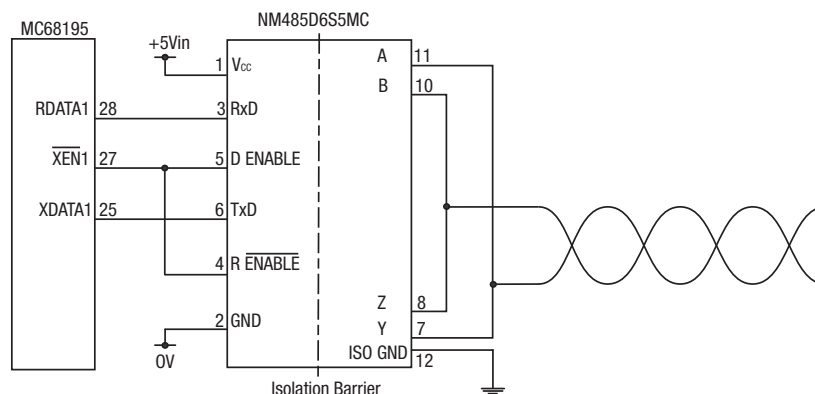 NM485D6S5MC
MC68195
+5Vin
A 11
1 Vcc
B 10
RDATA1 28
3 RxD
XEN1 27
5 D ENABLE
XDATA1 25
6 TxD
4 R ENABLE
Z 8
2 GND
Y 7
ISO GND 12
0V
Isolation Barrier